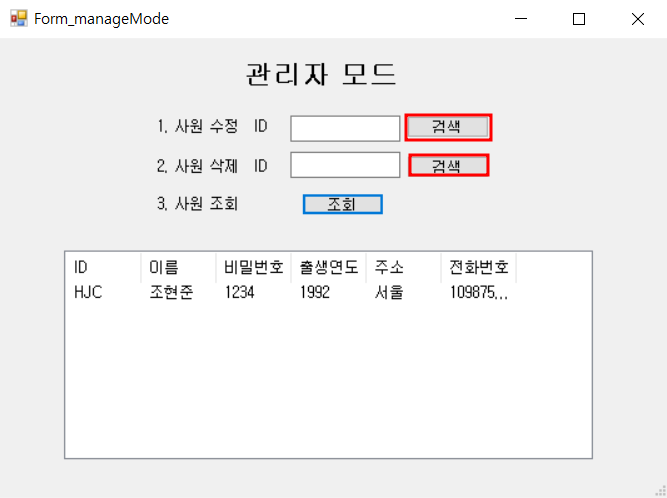 Form_manageMode
관리자 모드
1. 사원 수정 ID 검색
2. 사원 삭제 ID 검색
3. 사원 조회 조회
ID 이름 비밀번호 출생연도 주소 전화번호
HJC 조현준 1234 1992 서울 109875...